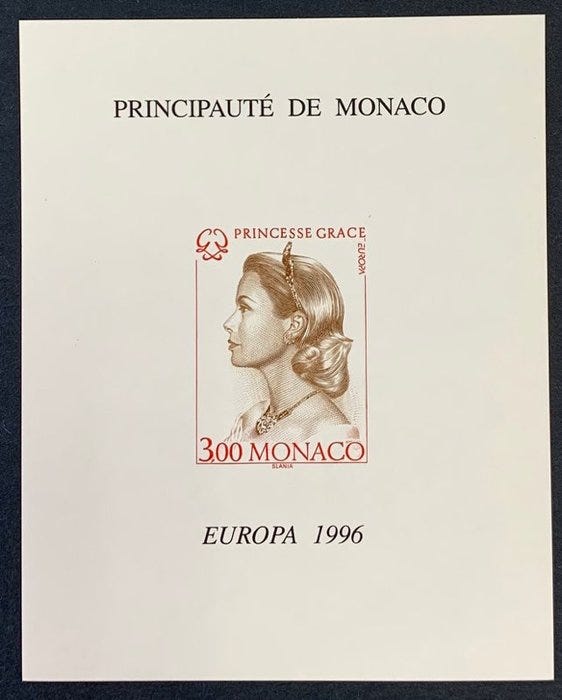 PRINCIPAUTÉ DE MONACO
PRINCESSE GRACE
EUROPA
3,00 MONACO
SLANIA
EUROPA 1996